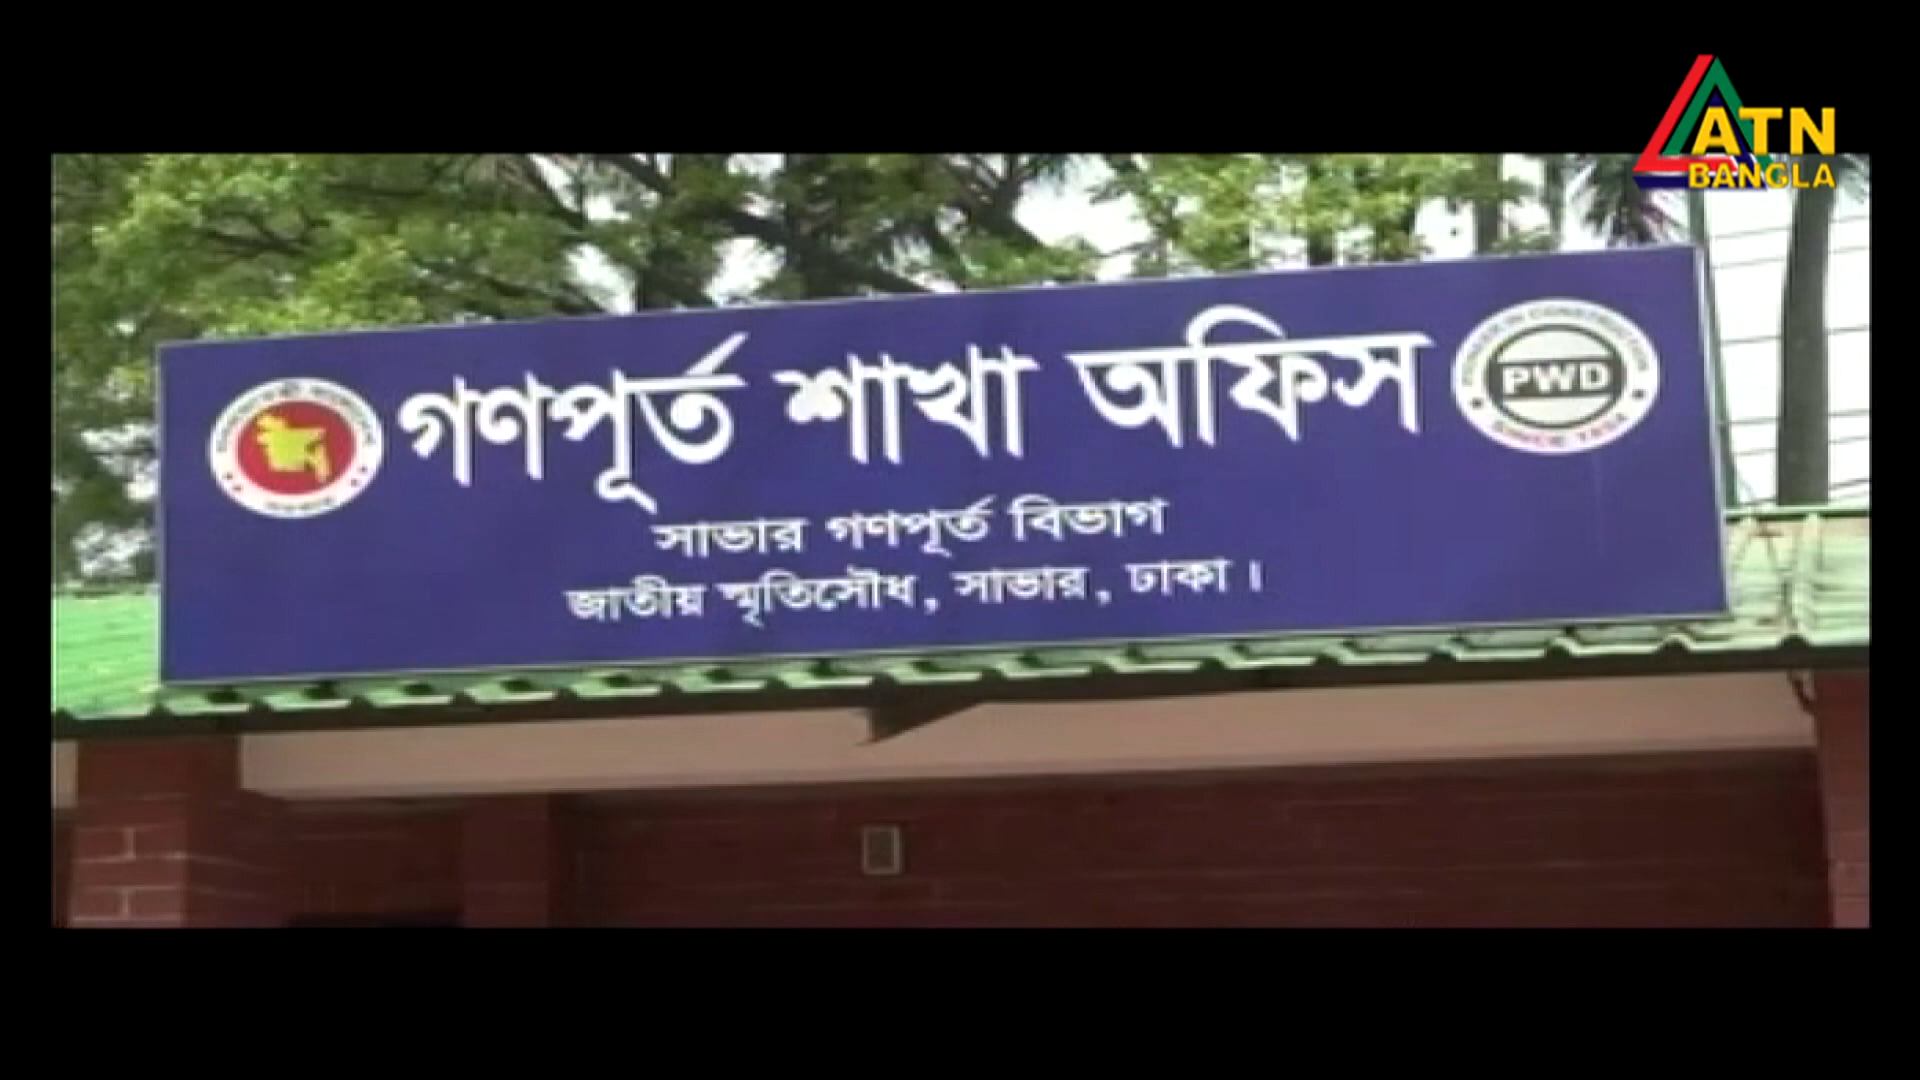 ATN
BANGLA
গণপূর্ত শাখা অফিস
PWD
সাভার গণপূর্ত বিভাগ
জাতীয় স্মৃতিসৌধ, সাভার, ঢাকা।